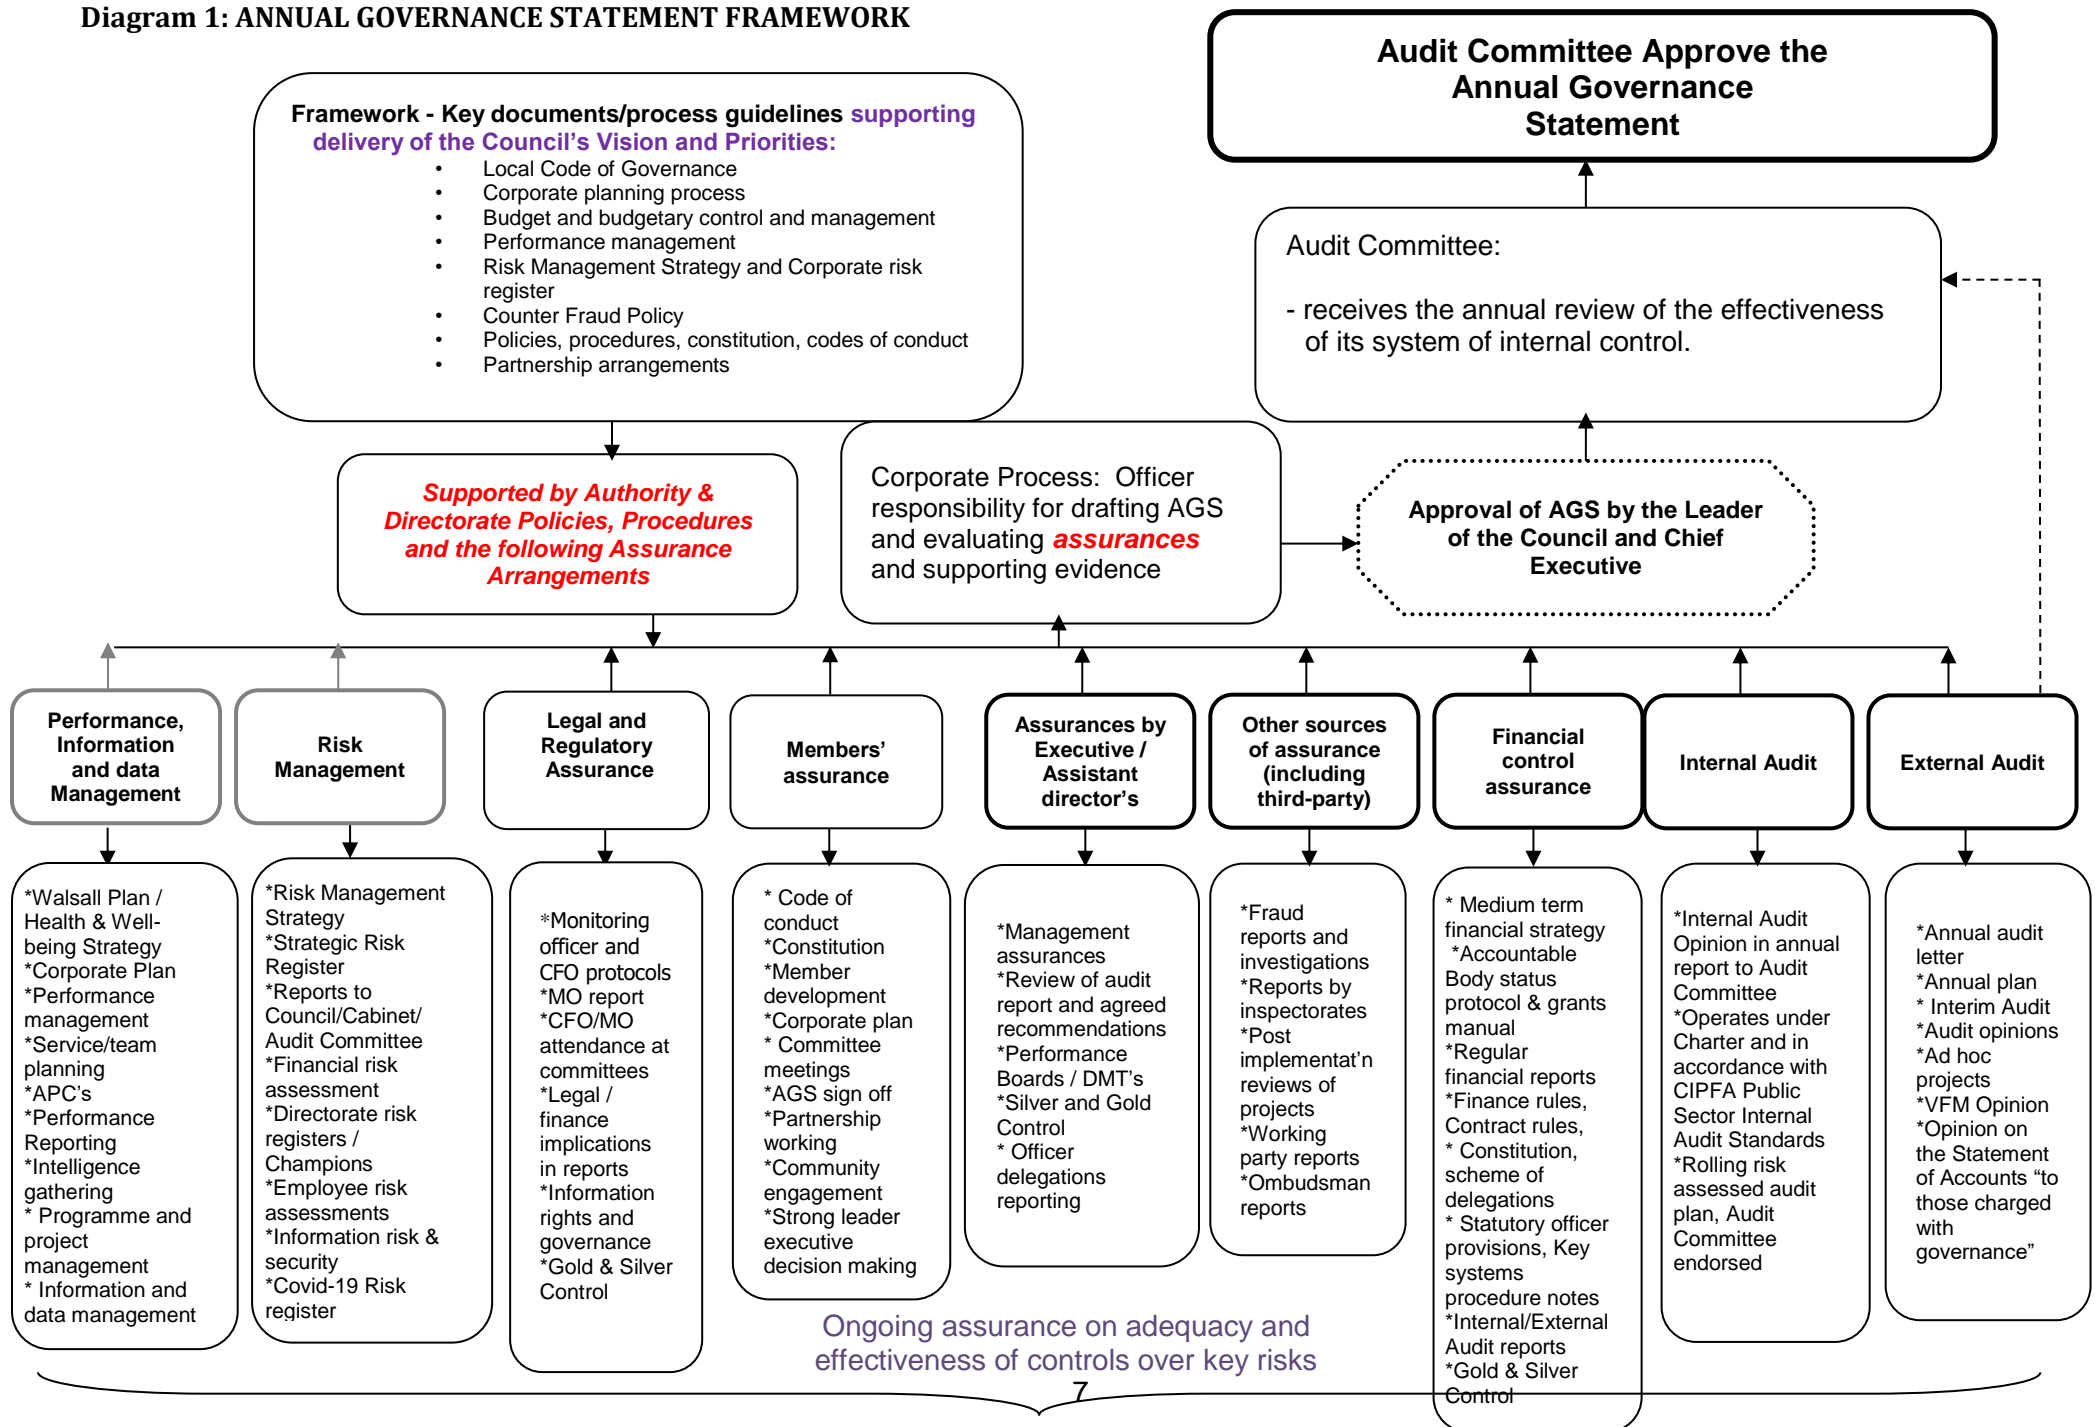 Diagram 1: ANNUAL GOVERNANCE STATEMENT FRAMEWORK
Audit Committee Approve the
Annual Governance
Statement
Framework - Key documents/process guidelines supporting
delivery of the Council’s Vision and Priorities:
• Local Code of Governance
• Corporate planning process
• Budget and budgetary control and management
• Performance management
• Risk Management Strategy and Corporate risk
register
• Counter Fraud Policy
• Policies, procedures, constitution, codes of conduct
• Partnership arrangements
Audit Committee:
- receives the annual review of the effectiveness
of its system of internal control.
Supported by Authority &
Directorate Policies, Procedures
and the following Assurance
Arrangements
Corporate Process: Officer
responsibility for drafting AGS
and evaluating assurances
and supporting evidence
Approval of AGS by the Leader
of the Council and Chief
Executive
Performance,
Information
and data
Management
Risk
Management
Legal and
Regulatory
Assurance
Members’
assurance
Assurances by
Executive /
Assistant
director’s
Other sources
of assurance
(including
third-party)
Financial
control
assurance
Internal Audit
External Audit
*Walsall Plan /
Health & Well-
being Strategy
*Corporate Plan
*Performance
management
*Service/team
planning
*APC’s
*Performance
Reporting
*Intelligence
gathering
* Programme and
project
management
* Information and
data management
*Risk Management
Strategy
*Strategic Risk
Register
*Reports to
Council/Cabinet/
Audit Committee
*Financial risk
assessment
*Directorate risk
registers /
Champions
*Employee risk
assessments
*Information risk &
security
*Covid-19 Risk
register
*Monitoring
officer and
CFO protocols
*MO report
*CFO/MO
attendance at
committees
*Legal /
finance
implications
in reports
*Information
rights and
governance
*Gold & Silver
Control
* Code of
conduct
*Constitution
*Member
development
*Corporate plan
* Committee
meetings
*AGS sign off
*Partnership
working
*Community
engagement
*Strong leader
executive
decision making
*Management
assurances
*Review of audit
report and agreed
recommendations
*Performance
Boards / DMT’s
*Silver and Gold
Control
* Officer
delegations
reporting
*Fraud
reports and
investigations
*Reports by
inspectorates
*Post
implementat’n
reviews of
projects
*Working
party reports
*Ombudsman
reports
* Medium term
financial strategy
*Accountable
Body status
protocol & grants
manual
*Regular
financial reports
*Finance rules,
Contract rules,
* Constitution,
scheme of
delegations
* Statutory officer
provisions, Key
systems
procedure notes
*Internal/External
Audit reports
*Gold & Silver
Control
*Internal Audit
Opinion in annual
report to Audit
Committee
*Operates under
Charter and in
accordance with
CIPFA Public
Sector Internal
Audit Standards
*Rolling risk
assessed audit
plan, Audit
Committee
endorsed
*Annual audit
letter
*Annual plan
* Interim Audit
*Audit opinions
*Ad hoc
projects
*VFM Opinion
*Opinion on
the Statement
of Accounts “to
those charged
with
governance”
Ongoing assurance on adequacy and
effectiveness of controls over key risks
7